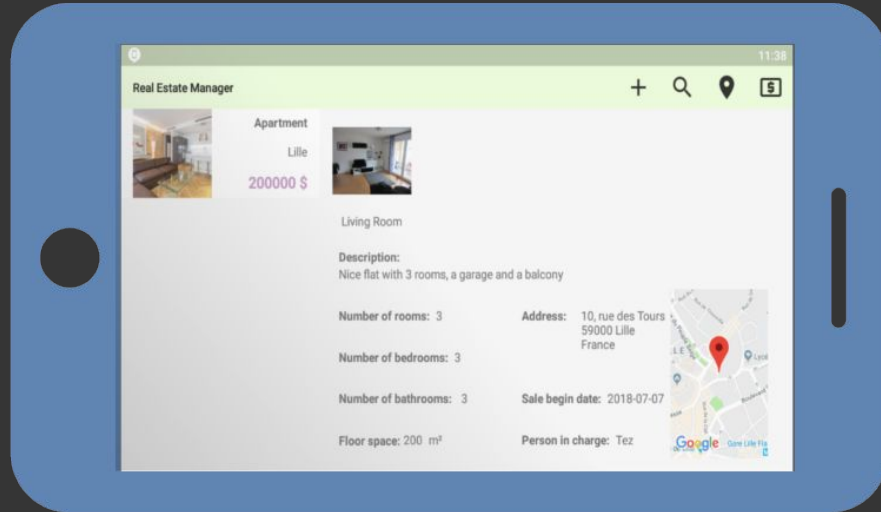 11:38
Real Estate Manager
Apartment
Lille
200000 $
Living Room
Description:
Nice flat with 3 rooms, a garage and a balcony
Number of rooms: 3
Address: 10, rue des Tours
59000 Lille
France
Number of bedrooms: 3
Number of bathrooms: 3
Sale begin date: 2018-07-07
Floor space: 200 m²
Person in charge: Tez
Google
Gare Lille